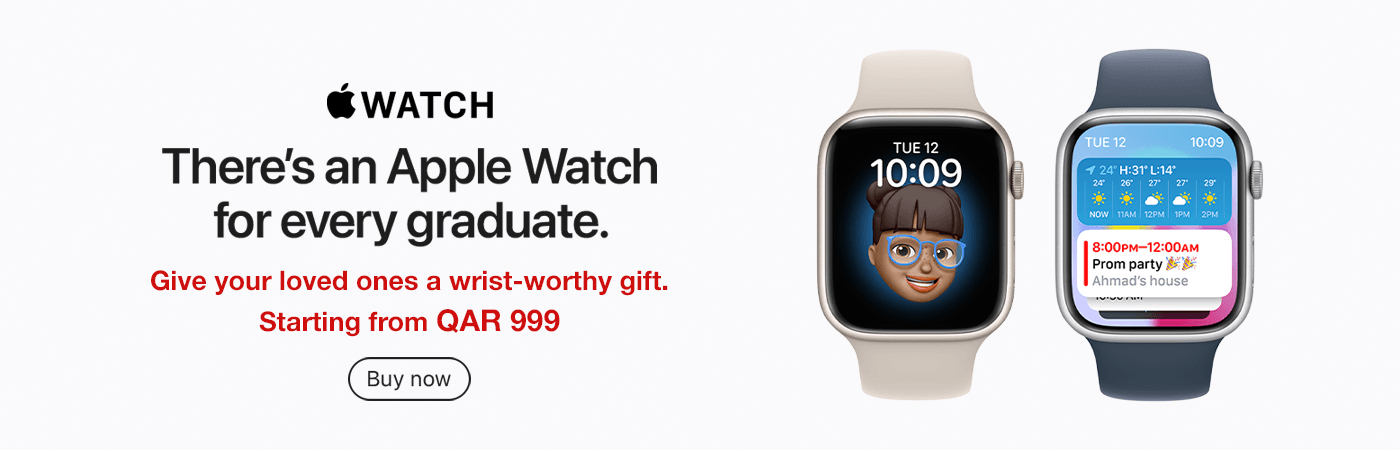 WATCH
There's an Apple Watch
for every graduate.
Give your loved ones a wrist-worthy gift.
Starting from QAR 999
Buy now
TUE 12
10:09
TUE 12 10:09
24° H:31° L:14°
24° 26° 27° 27° 29°
NOW 11AM 12PM 1PM 2PM
8:00PM–12:00AM
Prom party 🎉🎉
Ahmad's house